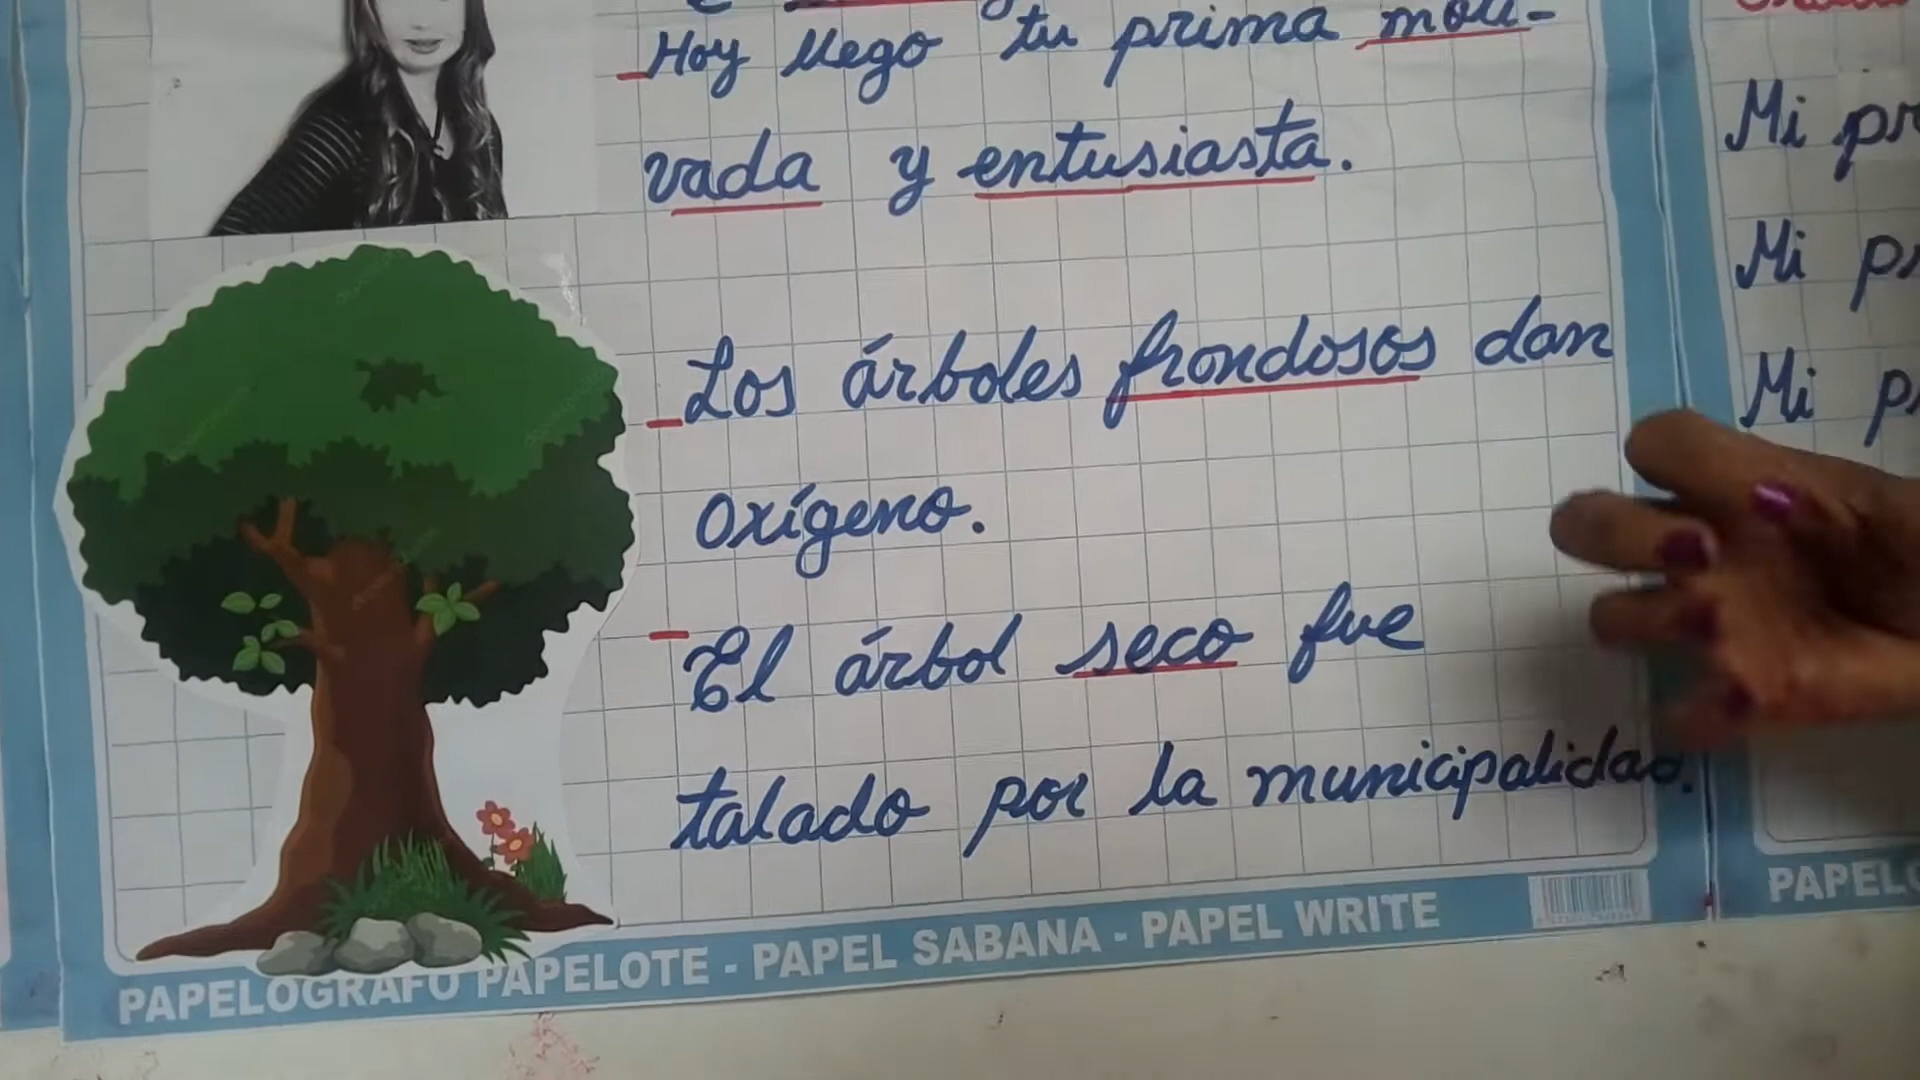 Hoy llego tu prima moti-
vada y entusiasta.
Los árboles frondosos dan
oxígeno.
El árbol seco fue
talado por la municipalidad.
PAPELOGRAFO PAPELOTE - PAPEL SABANA - PAPEL WRITE
Mi
Mi
Mi